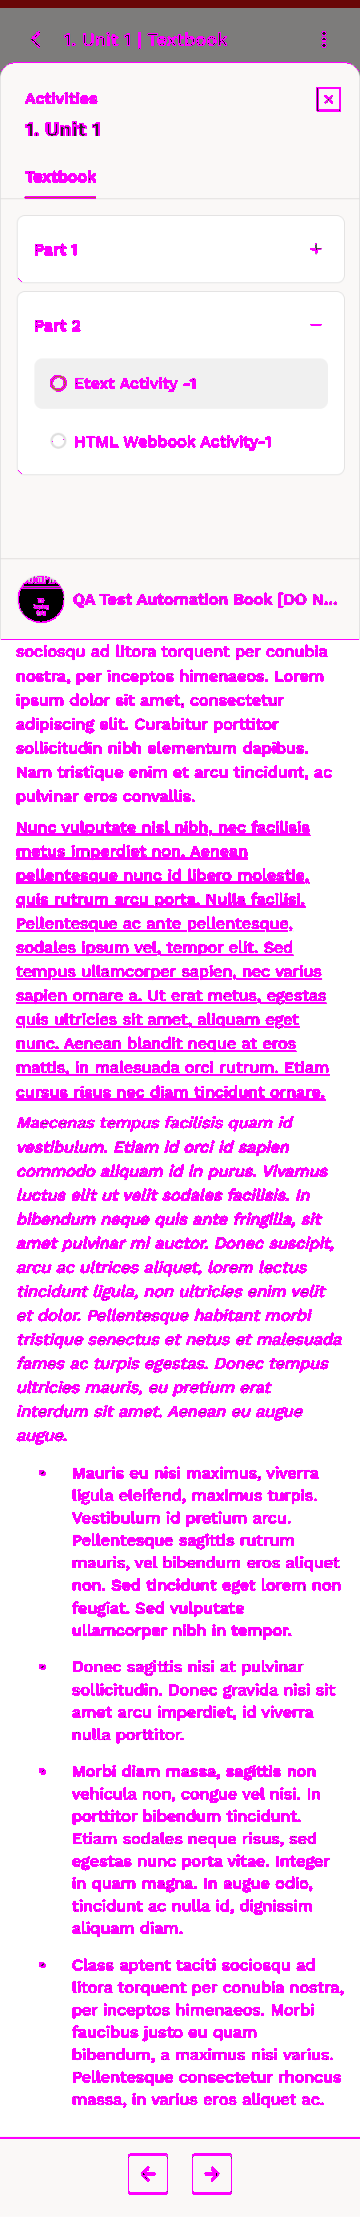 1. Unit 1 | Textbook
Activities
1. Unit 1
Textbook
Part 1
Part 2
Etext Activity -1
HTML Webbook Activity-1
QA Test Automation Book [DO N...
sociosqu ad litora torquent per conubia
nostra, per inceptos himenaeos. Lorem
ipsum dolor sit amet, consectetur
adipiscing elit. Curabitur porttitor
sollicitudin nibh elementum dapibus.
Nam tristique enim et arcu tincidunt, ac
pulvinar eros convallis.
Nunc vulputate nisl nibh, nec facilisis
metus imperdiet non. Aenean
pellentesque nunc id libero molestie,
quis rutrum arcu porta. Nulla facilisi.
Pellentesque ac ante pellentesque,
sodales ipsum vel, tempor elit. Sed
tempus ullamcorper sapien, nec varius
sapien ornare a. Ut erat metus, egestas
quis ultricies sit amet, aliquam eget
nunc. Aenean blandit neque at eros
mattis, in malesuada orci rutrum. Etiam
cursus risus nec diam tincidunt ornare.
Maecenas tempus facilisis quam id
vestibulum. Etiam id orci id sapien
commodo aliquam id in purus. Vivamus
luctus elit ut velit sodales facilisis. In
bibendum neque quis ante fringilla, sit
amet pulvinar mi auctor. Donec suscipit,
arcu ac ultrices aliquet, lorem lectus
tincidunt ligula, non ultricies enim velit
et dolor. Pellentesque habitant morbi
tristique senectus et netus et malesuada
fames ac turpis egestas. Donec tempus
ultricies mauris, eu pretium erat
interdum sit amet. Aenean eu augue
augue.
• Mauris eu nisi maximus, viverra
ligula eleifend, maximus turpis.
Vestibulum id pretium arcu.
Pellentesque sagittis rutrum
mauris, vel bibendum eros aliquet
non. Sed tincidunt eget lorem non
feugiat. Sed vulputate
ullamcorper nibh in tempor.
• Donec sagittis nisi at pulvinar
sollicitudin. Donec gravida nisi sit
amet arcu imperdiet, id viverra
nulla porttitor.
• Morbi diam massa, sagittis non
vehicula non, congue vel nisi. In
porttitor bibendum tincidunt.
Etiam sodales neque risus, sed
egestas nunc porta vitae. Integer
in quam magna. In augue odio,
tincidunt ac nulla id, dignissim
aliquam diam.
• Class aptent taciti sociosqu ad
litora torquent per conubia nostra,
per inceptos himenaeos. Morbi
faucibus justo eu quam
bibendum, a maximus nisi varius.
Pellentesque consectetur rhoncus
massa, in varius eros aliquet ac.